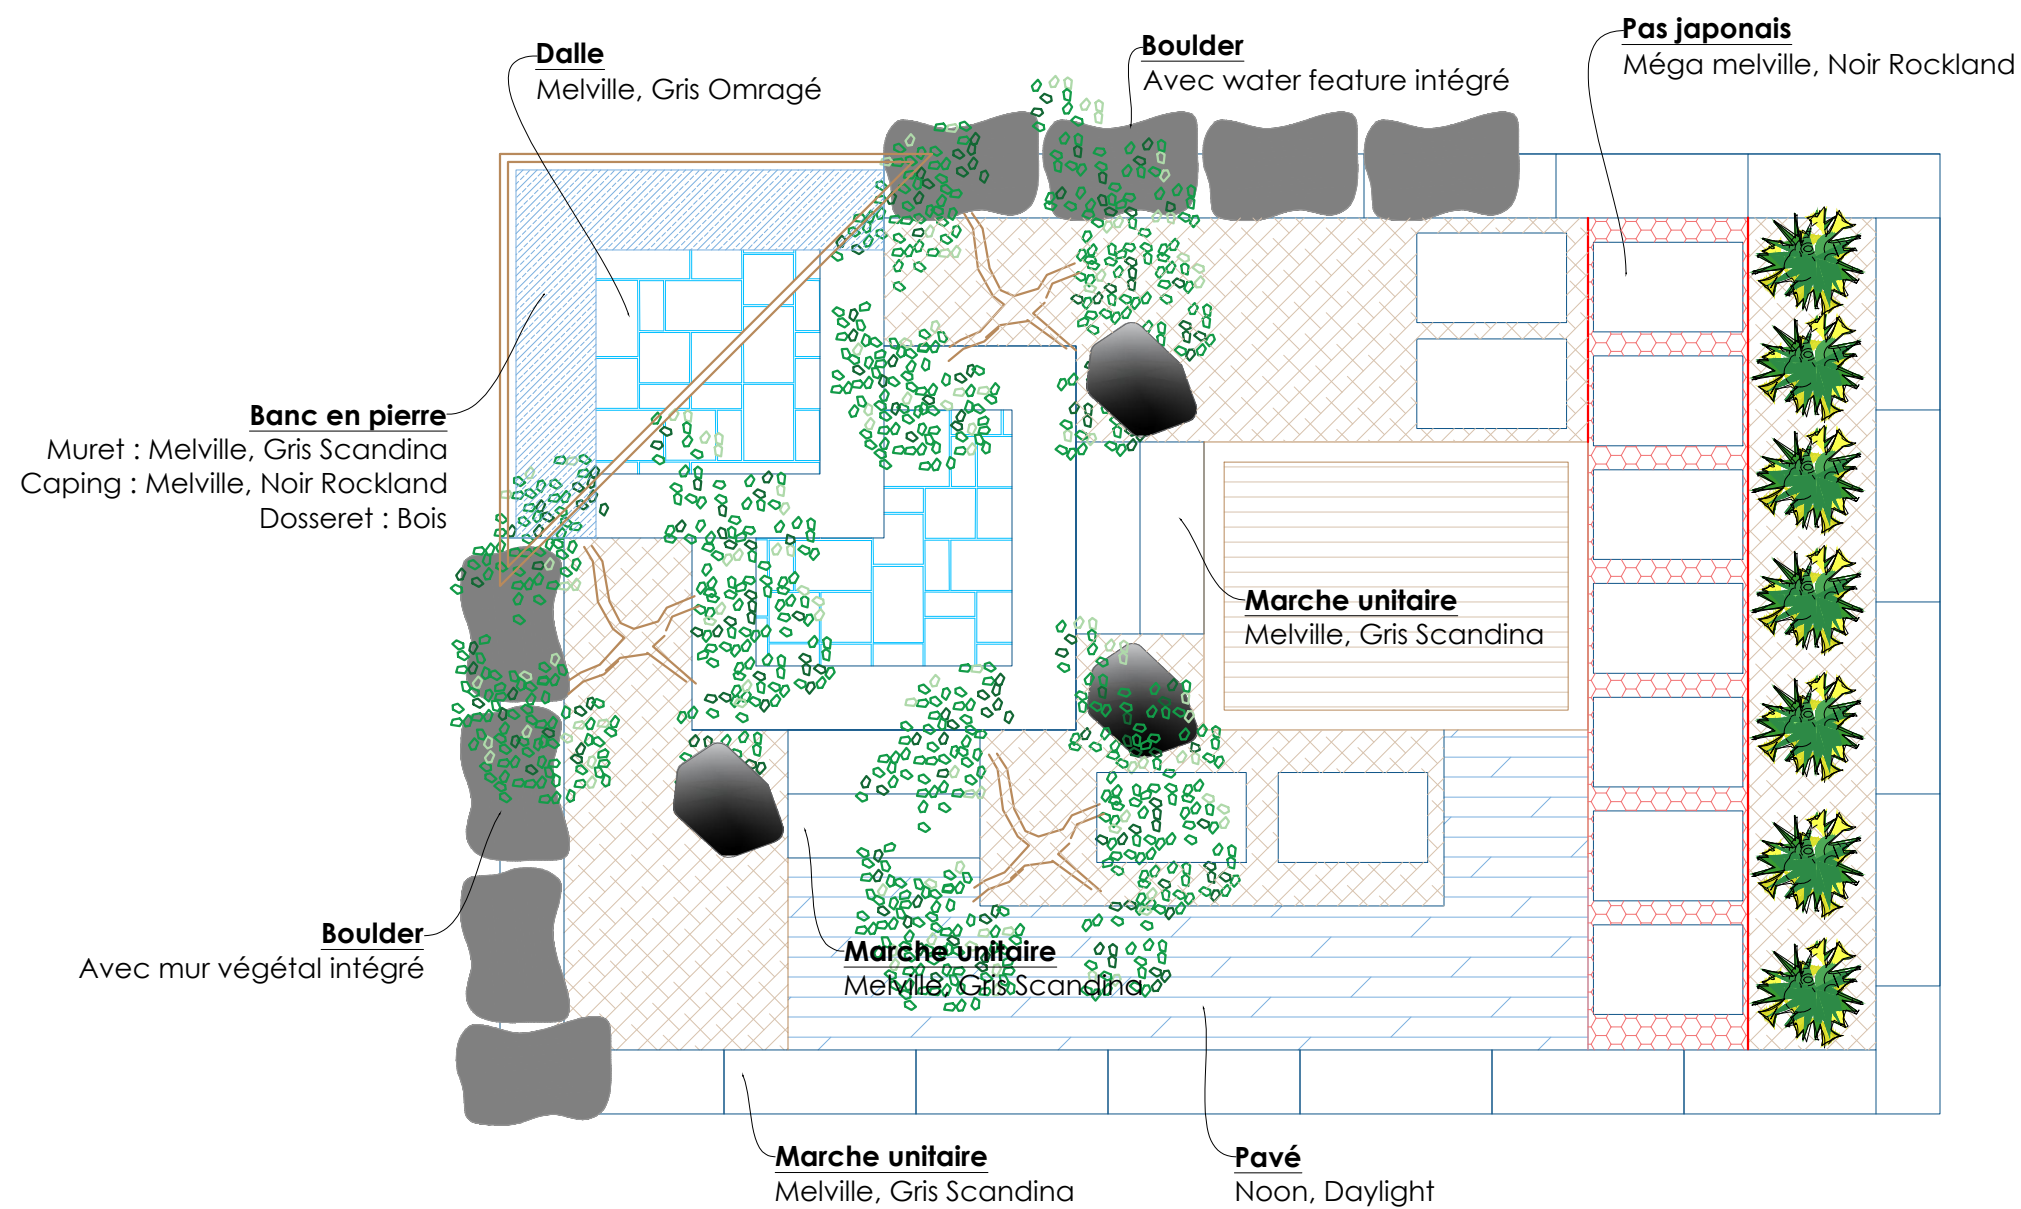 Pas japonais
Méga melville, Noir Rockland
Boulder
Avec water feature intégré
Dalle
Melville, Gris Omragé
Banc en pierre
Muret : Melville, Gris Scandina
Caping : Melville, Noir Rockland
Dosseret : Bois
Marche unitaire
Melville, Gris Scandina
Boulder
Avec mur végétal intégré
Marche unitaire
Melville, Gris Scandina
Marche unitaire
Melville, Gris Scandina
Pavé
Noon, Daylight